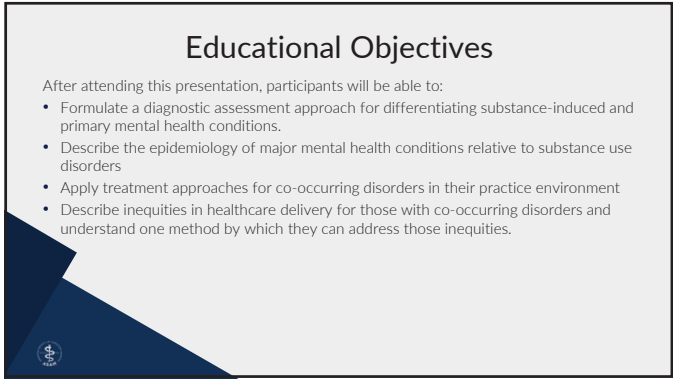 Educational Objectives
After attending this presentation, participants will be able to:
• Formulate a diagnostic assessment approach for differentiating substance-induced and
primary mental health conditions.
• Describe the epidemiology of major mental health conditions relative to substance use
disorders
• Apply treatment approaches for co-occurring disorders in their practice environment
• Describe inequities in healthcare delivery for those with co-occurring disorders and
understand one method by which they can address those inequities.